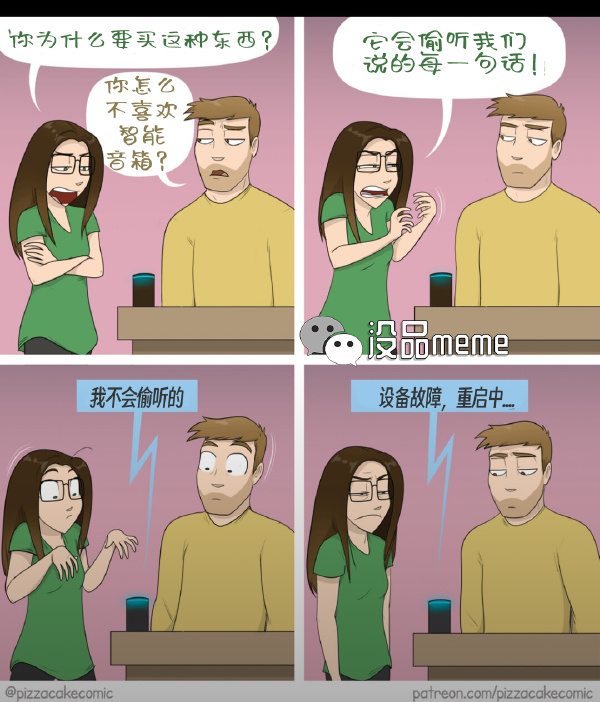 你为什么要买这种东西?
你怎么
不喜欢
智能
音箱?
它会偷听我们
说的每一句话!
没品meme
我不会偷听的
设备故障，重启中....
@pizzacakecomic
patreon.com/pizzacakecomic